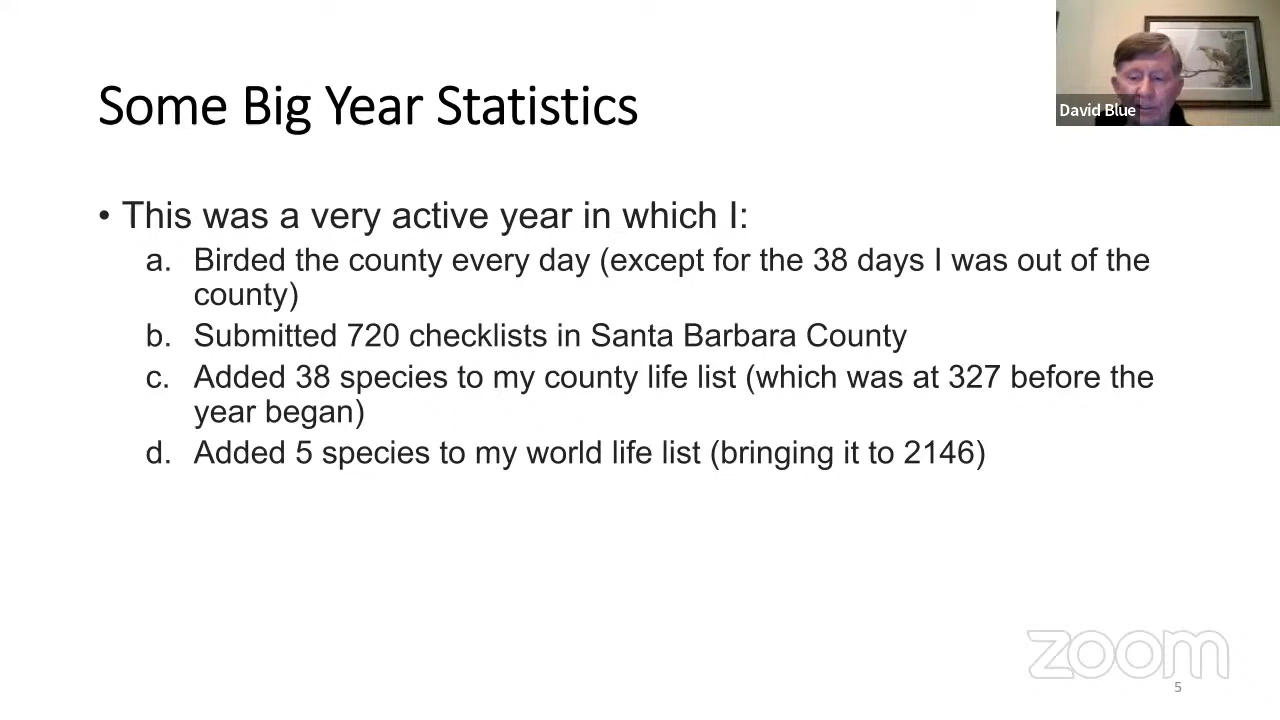 Some Big Year Statistics
David Blue
• This was a very active year in which I:
a. Birded the county every day (except for the 38 days I was out of the
county)
b. Submitted 720 checklists in Santa Barbara County
c. Added 38 species to my county life list (which was at 327 before the
year began)
d. Added 5 species to my world life list (bringing it to 2146)
zoom
5